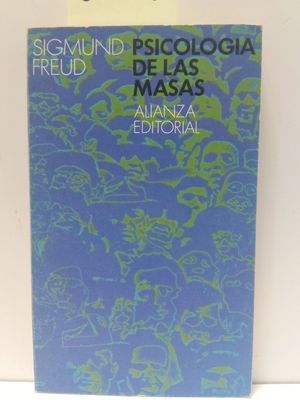 SIGMUND
FREUD
PSICOLOGIA
DE LAS
MASAS
ALIANZA
EDITORIAL